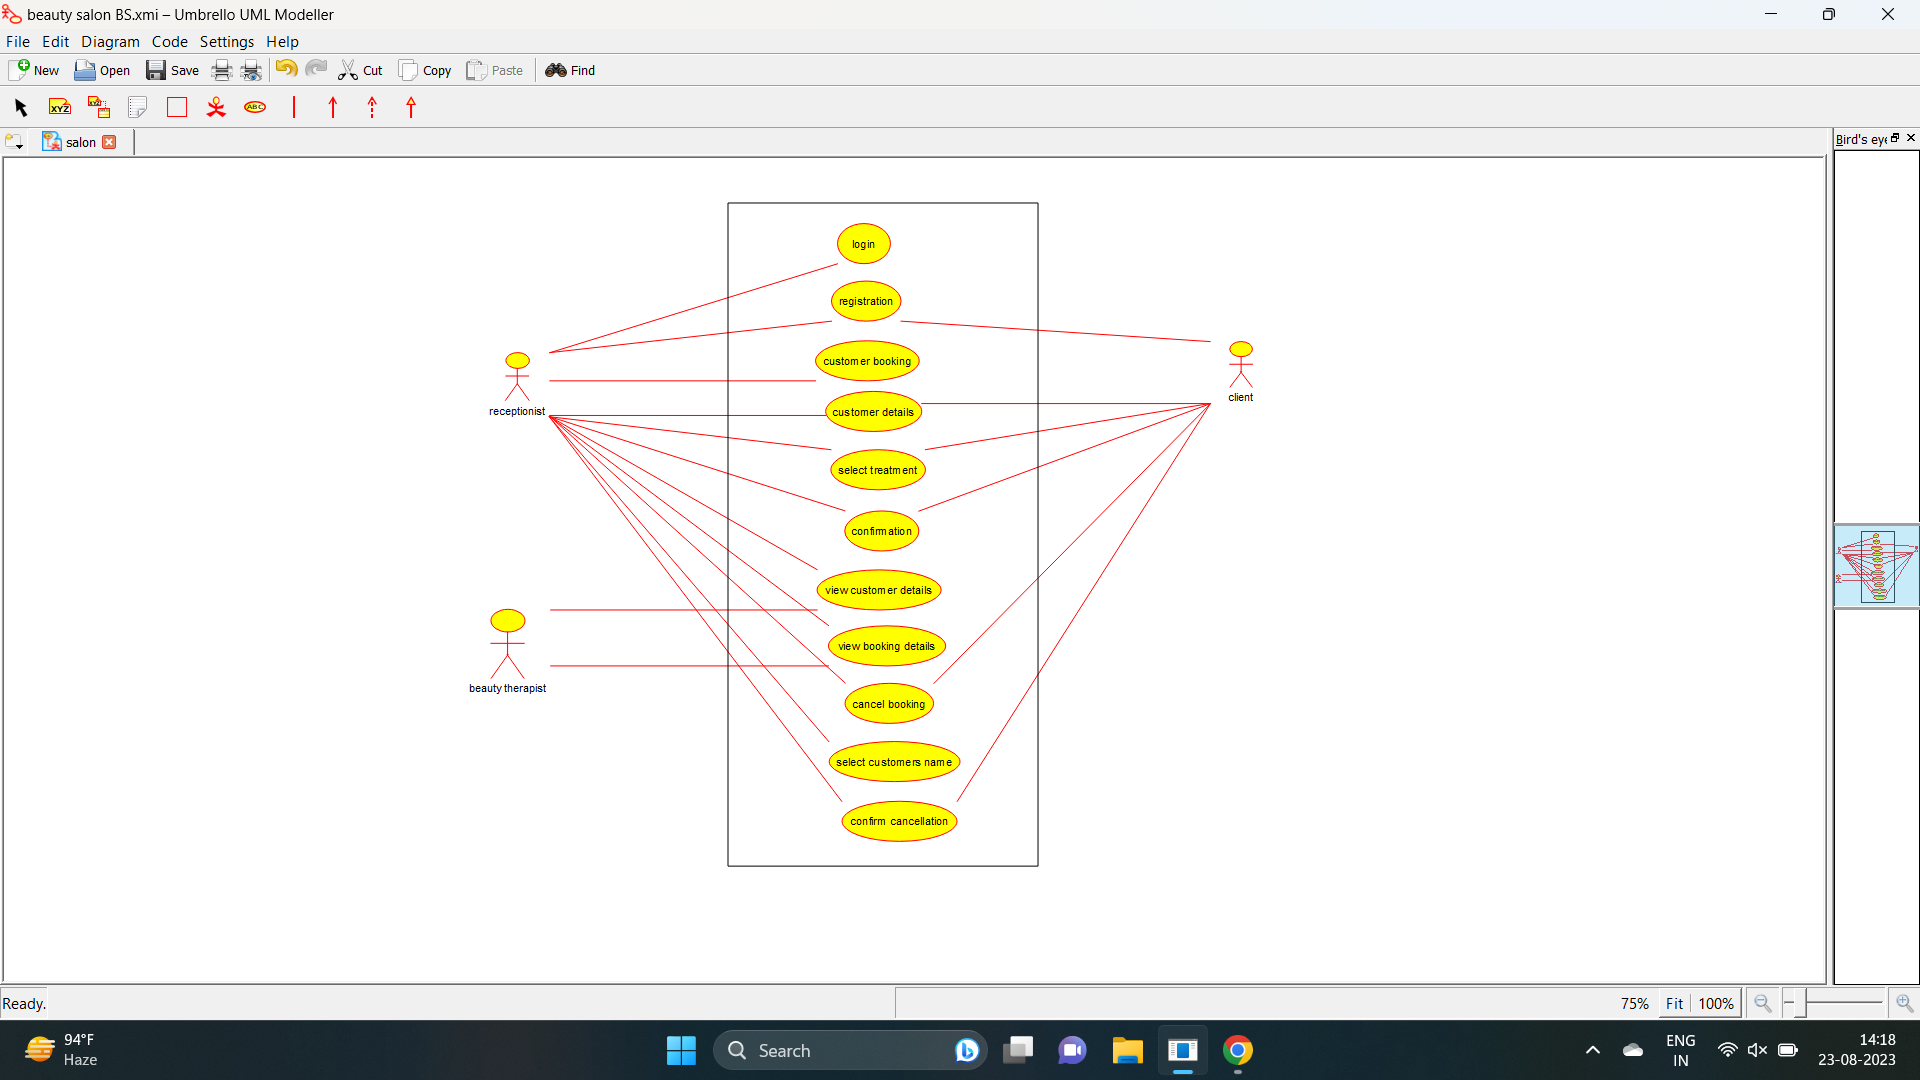 beauty salon BS.xmi – Umbrello UML Modeller
File Edit Diagram Code Settings Help
New Open Save Cut Copy Paste Find
XYZ XYZ ABC
salon
Bird's eye
login
registration
customer booking
receptionist
client
customer details
select treatment
confirmation
view customer details
view booking details
beauty therapist
cancel booking
select customers name
confirm cancellation
Ready.
75% Fit 100%
94°F
Haze
Search
ENG
IN
14:18
23-08-2023